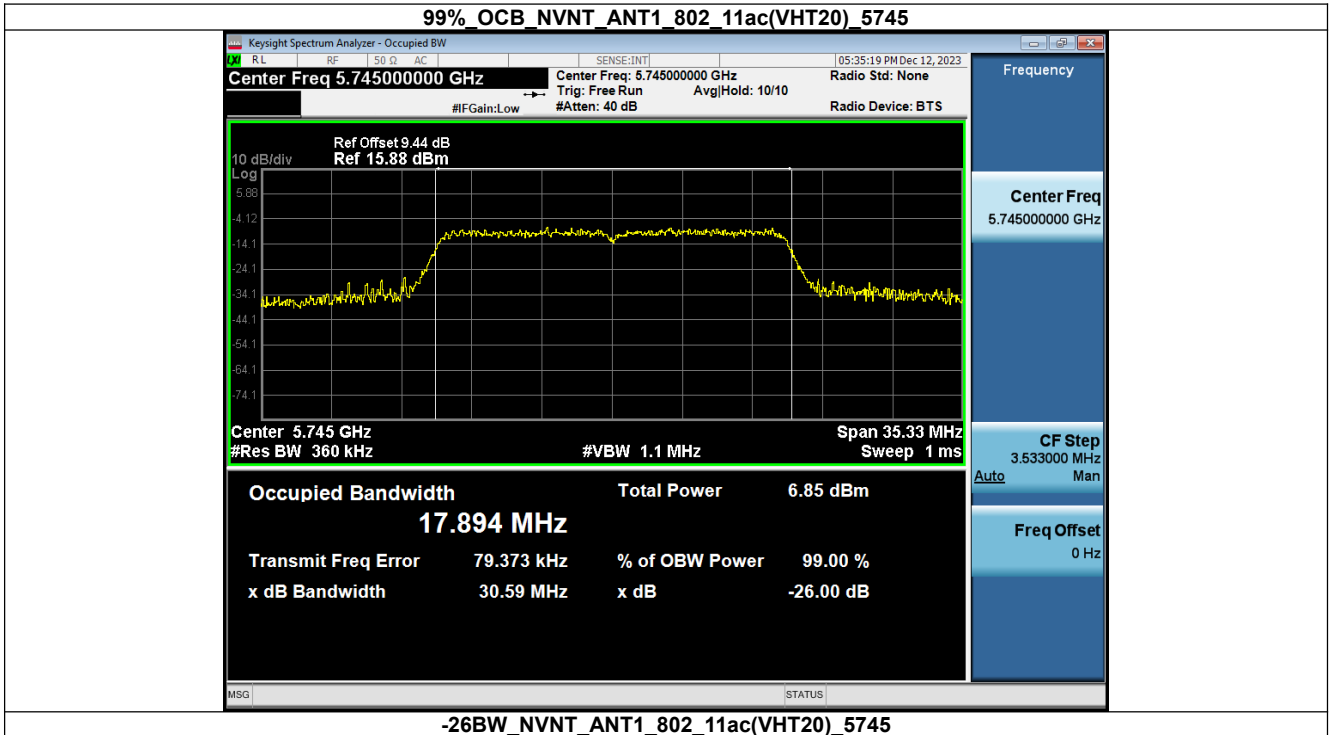 99%_OCB_NVNT_ANT1_802_11ac(VHT20)_5745
Keysight Spectrum Analyzer - Occupied BW
LXI RL RF 50 Ω AC SENSE:INT 05:35:19 PM Dec 12, 2023
Center Freq 5.745000000 GHz Center Freq: 5.745000000 GHz Radio Std: None
Trig: Free Run Avg|Hold: 10/10
#IFGain:Low #Atten: 40 dB Radio Device: BTS
Frequency
Ref Offset 9.44 dB
10 dB/div Ref 15.88 dBm
Log
5.88
-4.12
-14.1
-24.1
-34.1
-44.1
-54.1
-64.1
-74.1
Center Freq
5.745000000 GHz
Center 5.745 GHz Span 35.33 MHz
#Res BW 360 kHz #VBW 1.1 MHz Sweep 1 ms
CF Step
3.533000 MHz
Auto Man
Occupied Bandwidth Total Power 6.85 dBm
17.894 MHz
Transmit Freq Error 79.373 kHz % of OBW Power 99.00 %
x dB Bandwidth 30.59 MHz x dB -26.00 dB
Freq Offset
0 Hz
MSG STATUS
-26BW_NVNT_ANT1_802_11ac(VHT20)_5745